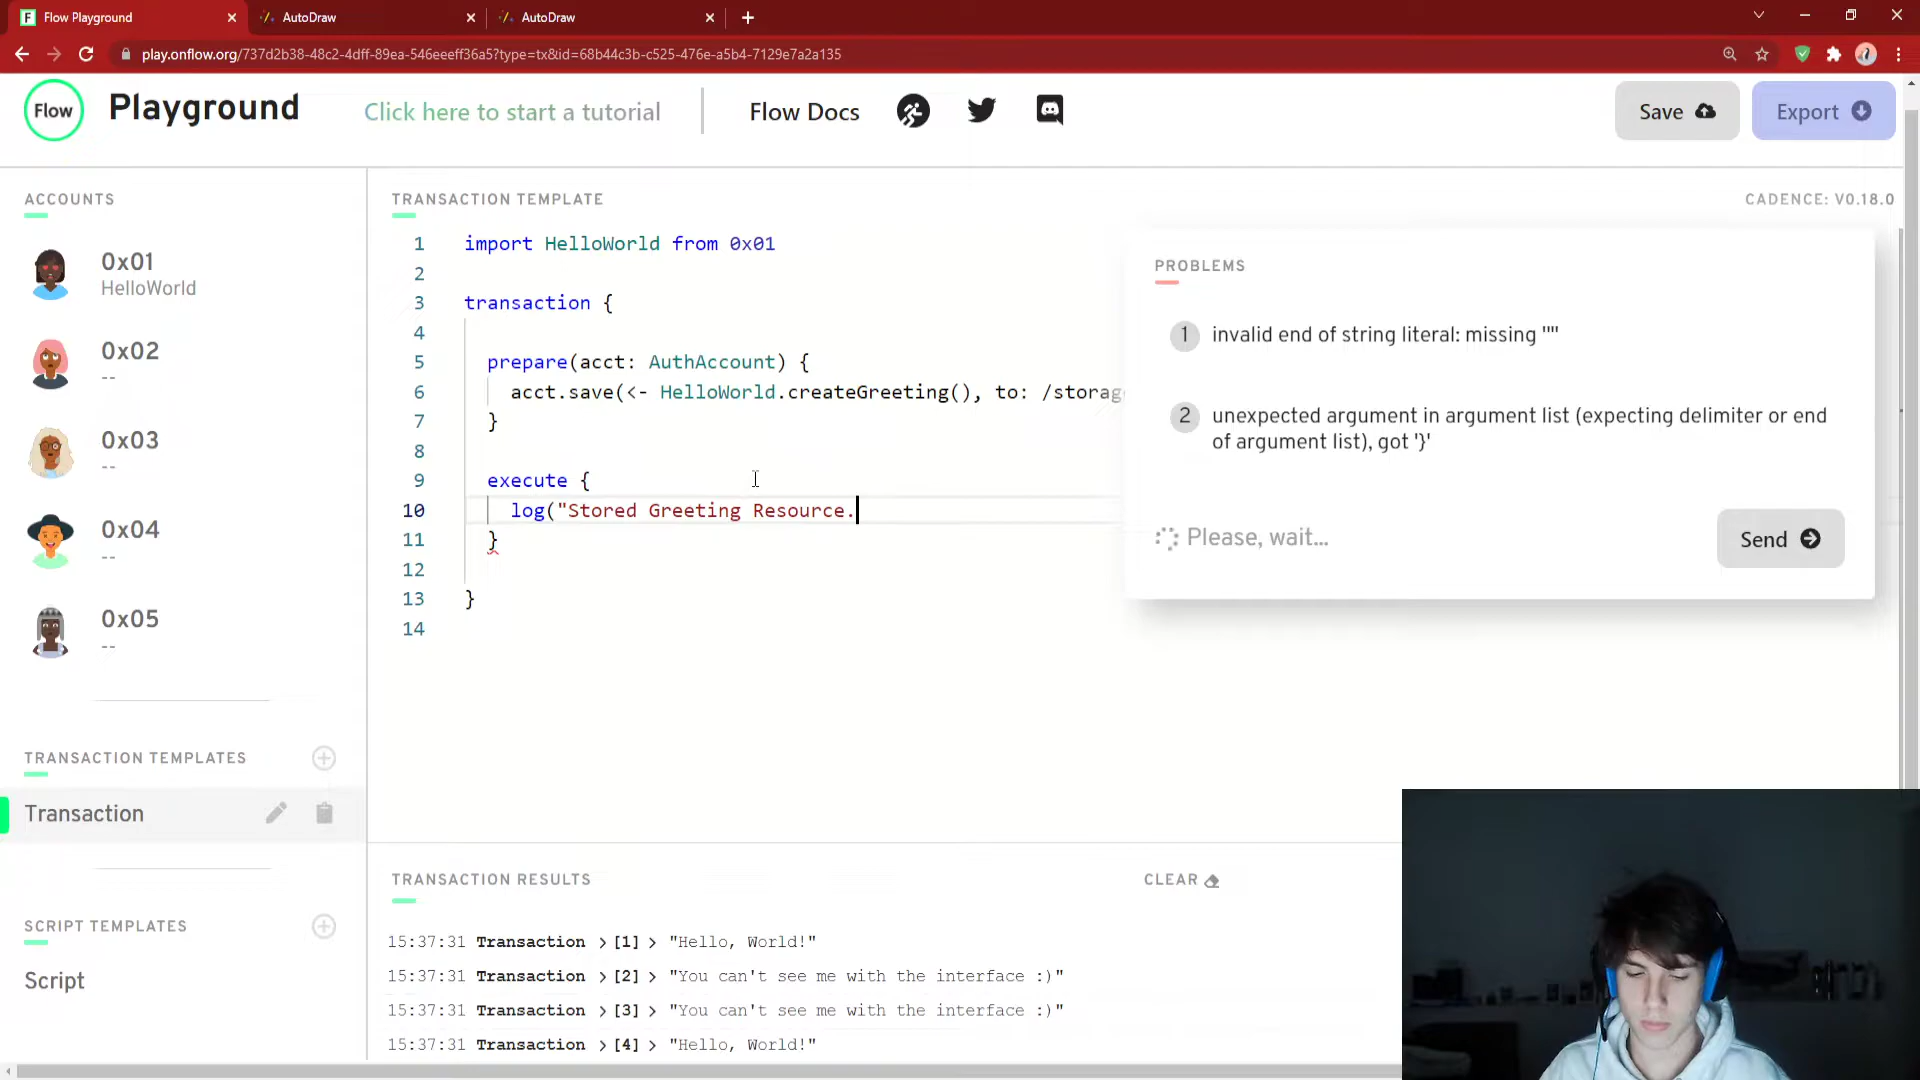 Flow Playground
AutoDraw
AutoDraw
play.onflow.org/737d2b38-48c2-4dff-89ea-546eeeff36a5?type=tx&id=68b44c3b-c525-476e-a5b4-7129e7a2a135
Flow
Playground
Click here to start a tutorial
Flow Docs
Save
Export
ACCOUNTS
0x01
HelloWorld
0x02
--
0x03
--
0x04
--
0x05
--
TRANSACTION TEMPLATES
Transaction
SCRIPT TEMPLATES
Script
TRANSACTION TEMPLATE
CADENCE: V0.18.0
1 import HelloWorld from 0x01
2
3 transaction {
4
5 prepare(acct: AuthAccount) {
6 acct.save(<- HelloWorld.createGreeting(), to: /storag
7 }
8
9 execute {
10 log("Stored Greeting Resource.
11 }
12
13 }
14
PROBLEMS
1 invalid end of string literal: missing '"'
2 unexpected argument in argument list (expecting delimiter or end
of argument list), got '}'
Please, wait...
Send
TRANSACTION RESULTS
CLEAR
15:37:31 Transaction > [1] > "Hello, World!"
15:37:31 Transaction > [2] > "You can't see me with the interface :)"
15:37:31 Transaction > [3] > "You can't see me with the interface :)"
15:37:31 Transaction > [4] > "Hello, World!"